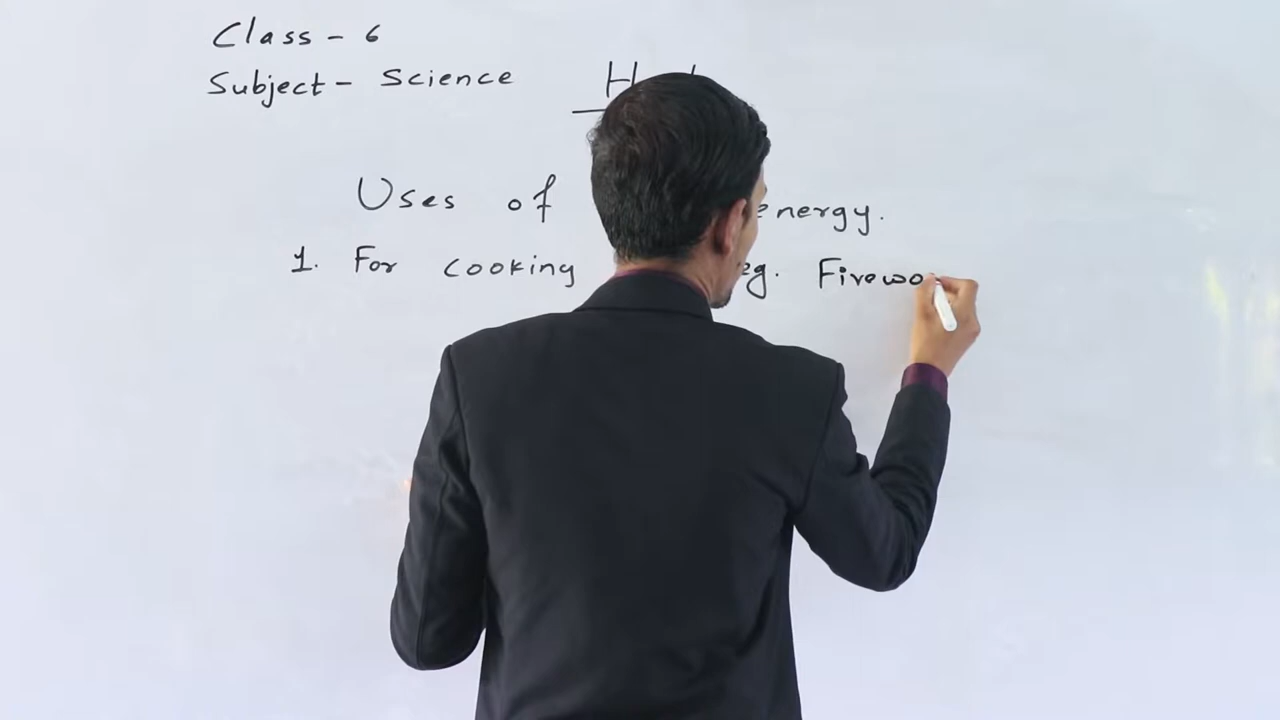 Class - 6
Subject - Science
Uses of energy.
1. For cooking eg. Firewo